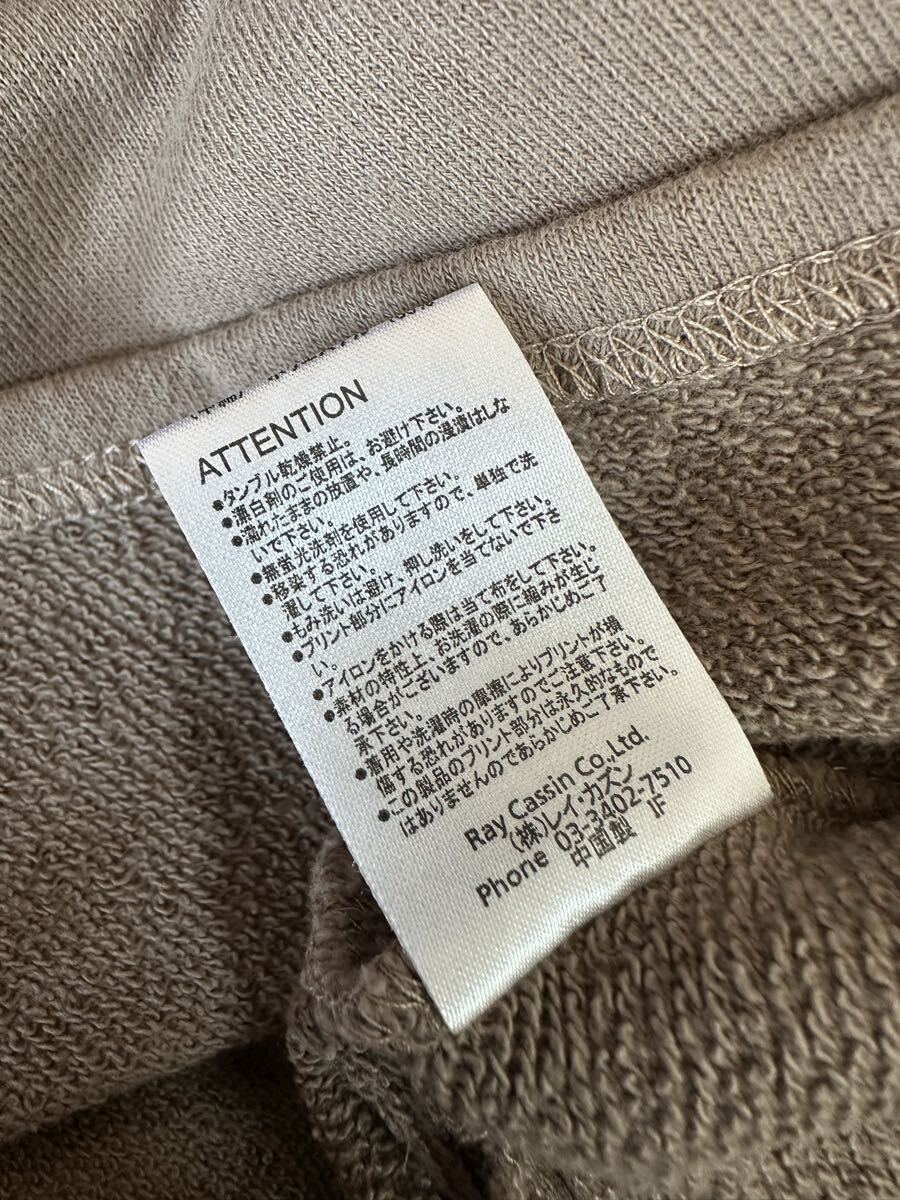 ATTENTION
●タンブル乾燥禁止。
●漂白剤のご使用は、お避け下さい。
●濡れたままの放置や、長時間の浸漬はしな
いで下さい。
●無蛍光洗剤を使用して下さい。
●移染する恐れがありますので、単独で洗
濯して下さい。
●もみ洗いは避け、押し洗いをして下さい。
●プリント部分にアイロンを当てないで下さ
い。
●アイロンをかける際は当て布をして下さい。
●素材の特性上、お洗濯の際に縮みが生じ
る場合がございますので、あらかじめご了
承下さい。
●着用や洗濯時の摩擦によりプリントが損
傷する恐れがありますのでご注意下さい。
●この製品のプリント部分は永久的なもので
はありませんのであらかじめご了承下さい。
Ray Cassin Co.,Ltd.
(株)レイ・カズン
Phone 03-3402-7510
中国製 IF